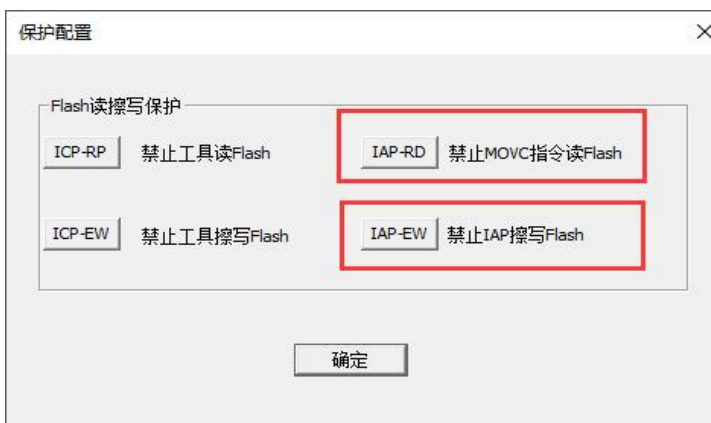 保护配置
Flash读擦写保护
ICP-RP 禁止工具读Flash IAP-RD 禁止MOVC指令读Flash
ICP-EW 禁止工具擦写Flash IAP-EW 禁止IAP擦写Flash
确定